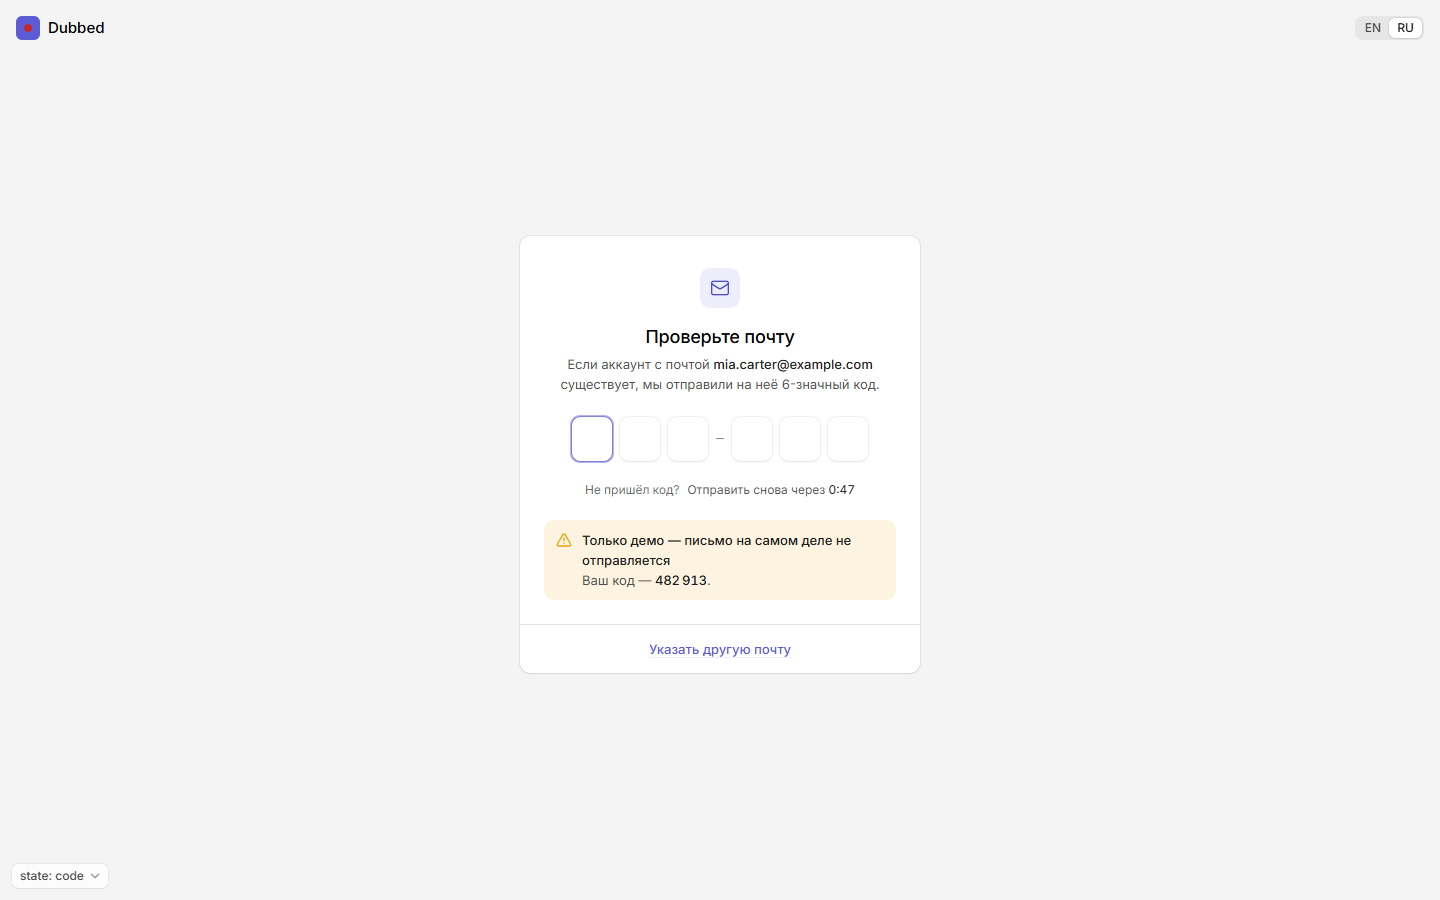 Dubbed
EN RU
Проверьте почту
Если аккаунт с почтой mia.carter@example.com
существует, мы отправили на неё 6-значный код.
–
Не пришёл код? Отправить снова через 0:47
Только демо — письмо на самом деле не
отправляется
Ваш код — 482 913.
Указать другую почту
state: code